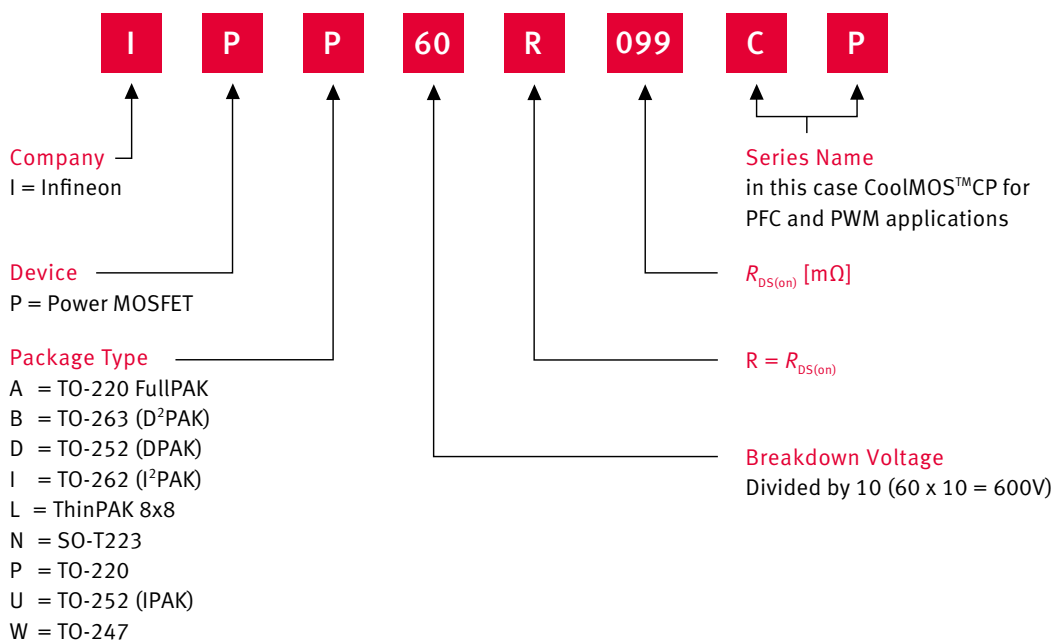 I P P 60 R 099 C P
Company
I = Infineon
Device
P = Power MOSFET
Package Type
A = TO-220 FullPAK
B = TO-263 (D²PAK)
D = TO-252 (DPAK)
I = TO-262 (I²PAK)
L = ThinPAK 8x8
N = SO-T223
P = TO-220
U = TO-252 (IPAK)
W = TO-247
Series Name
in this case CoolMOS™CP for
PFC and PWM applications
R_DS(on) [mΩ]
R = R_DS(on)
Breakdown Voltage
Divided by 10 (60 x 10 = 600V)